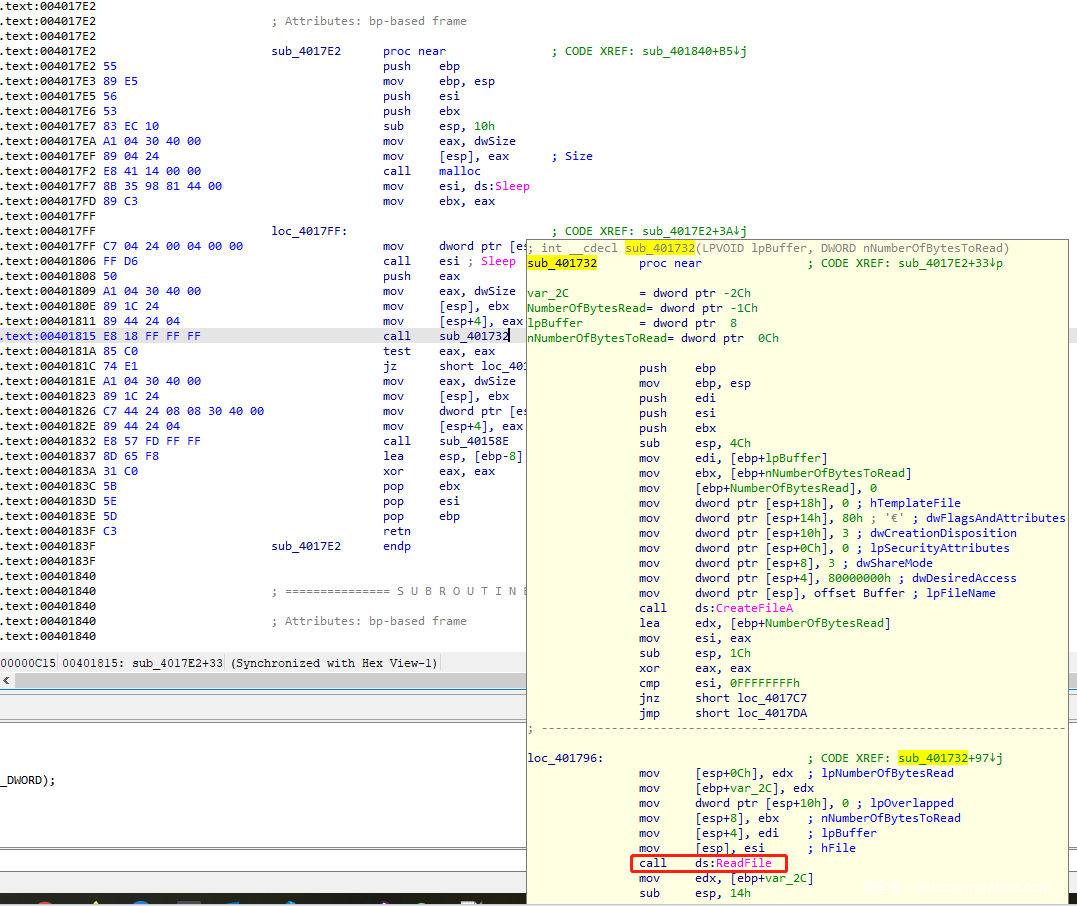 .text:004017E2
.text:004017E2 ; Attributes: bp-based frame
.text:004017E2
.text:004017E2 sub_4017E2 proc near ; CODE XREF: sub_401840+B5↓j
.text:004017E2 55 push ebp
.text:004017E3 89 E5 mov ebp, esp
.text:004017E5 56 push esi
.text:004017E6 53 push ebx
.text:004017E7 83 EC 10 sub esp, 10h
.text:004017EA A1 04 30 40 00 mov eax, dwSize
.text:004017EF 89 04 24 mov [esp], eax ; Size
.text:004017F2 E8 41 14 00 00 call malloc
.text:004017F7 8B 35 98 81 44 00 mov esi, ds:Sleep
.text:004017FD 89 C3 mov ebx, eax
.text:004017FF
.text:004017FF loc_4017FF: ; CODE XREF: sub_4017E2+3A↓j
.text:004017FF C7 04 24 00 04 00 00 mov dword ptr [es
.text:00401806 FF D6 call esi ; Sleep
.text:00401808 50 push eax
.text:00401809 A1 04 30 40 00 mov eax, dwSize
.text:0040180E 89 1C 24 mov [esp], ebx
.text:00401811 89 44 24 04 mov [esp+4], eax
.text:00401815 E8 18 FF FF FF call sub_401732
.text:0040181A 85 C0 test eax, eax
.text:0040181C 74 E1 jz short loc_401
.text:0040181E A1 04 30 40 00 mov eax, dwSize
.text:00401823 89 1C 24 mov [esp], ebx
.text:00401826 C7 44 24 08 08 30 40 00 mov dword ptr [es
.text:0040182E 89 44 24 04 mov [esp+4], eax
.text:00401832 E8 57 FD FF FF call sub_40158E
.text:00401837 8D 65 F8 lea esp, [ebp-8]
.text:0040183A 31 C0 xor eax, eax
.text:0040183C 5B pop ebx
.text:0040183D 5E pop esi
.text:0040183E 5D pop ebp
.text:0040183F C3 retn
.text:0040183F sub_4017E2 endp
.text:0040183F
.text:00401840
.text:00401840 ; =============== S U B R O U T I N E
.text:00401840
.text:00401840 ; Attributes: bp-based frame
.text:00401840
00000C15 00401815: sub_4017E2+33 (Synchronized with Hex View-1)
_DWORD);
; int __cdecl sub_401732(LPVOID lpBuffer, DWORD nNumberOfBytesToRead)
sub_401732 proc near ; CODE XREF: sub_4017E2+33↓p
var_2C = dword ptr -2Ch
NumberOfBytesRead= dword ptr -1Ch
lpBuffer = dword ptr 8
nNumberOfBytesToRead= dword ptr 0Ch
push ebp
mov ebp, esp
push edi
push esi
push ebx
sub esp, 4Ch
mov edi, [ebp+lpBuffer]
mov ebx, [ebp+nNumberOfBytesToRead]
mov [ebp+NumberOfBytesRead], 0
mov dword ptr [esp+18h], 0 ; hTemplateFile
mov dword ptr [esp+14h], 80h ; '€' ; dwFlagsAndAttributes
mov dword ptr [esp+10h], 3 ; dwCreationDisposition
mov dword ptr [esp+0Ch], 0 ; lpSecurityAttributes
mov dword ptr [esp+8], 3 ; dwShareMode
mov dword ptr [esp+4], 80000000h ; dwDesiredAccess
mov dword ptr [esp], offset Buffer ; lpFileName
call ds:CreateFileA
lea edx, [ebp+NumberOfBytesRead]
mov esi, eax
sub esp, 1Ch
xor eax, eax
cmp esi, 0FFFFFFFFh
jnz short loc_4017C7
jmp short loc_4017DA
; ---------------------------------------------------------------------------
loc_401796: ; CODE XREF: sub_401732+97↓j
mov [esp+0Ch], edx ; lpNumberOfBytesRead
mov [ebp+var_2C], edx
mov dword ptr [esp+10h], 0 ; lpOverlapped
mov [esp+8], ebx ; nNumberOfBytesToRead
mov [esp+4], edi ; lpBuffer
mov [esp], esi ; hFile
call ds:ReadFile
mov edx, [ebp+var_2C]
sub esp, 14h